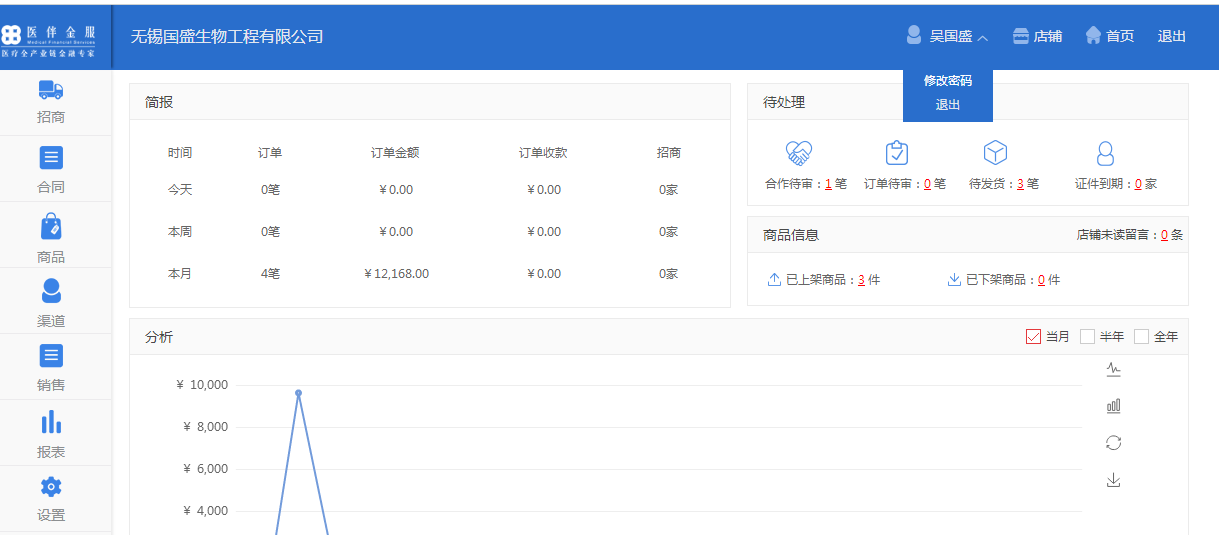 医伴金服
Medical Financial Services
医疗全产业链金融专家
无锡国盛生物工程有限公司
吴国盛 店铺 首页 退出
修改密码
退出
招商
合同
商品
渠道
销售
报表
设置
简报
时间 订单 订单金额 订单收款 招商
今天 0笔 ￥0.00 ￥0.00 0家
本周 0笔 ￥0.00 ￥0.00 0家
本月 4笔 ￥12,168.00 ￥0.00 0家
待处理
合作待审：1 笔 订单待审：0 笔 待发货：3 笔 证件到期：0 家
商品信息 店铺未读留言：0 条
已上架商品：3 件 已下架商品：0 件
分析 当月 半年 全年
￥ 10,000
￥ 8,000
￥ 6,000
￥ 4,000